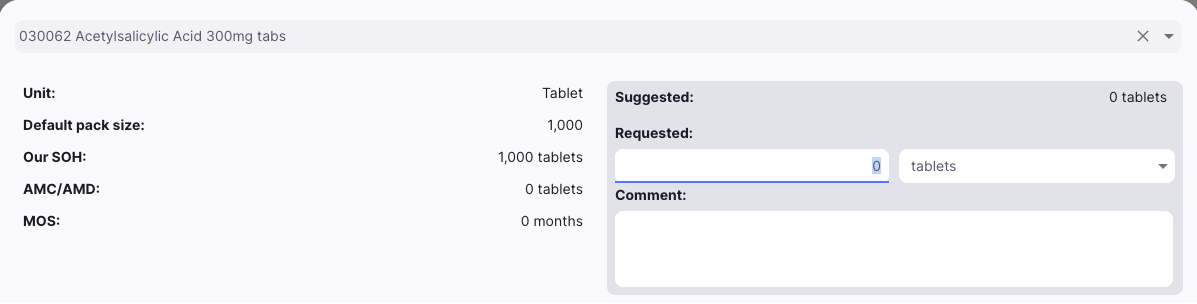 030062 Acetylsalicylic Acid 300mg tabs
Unit: Tablet
Default pack size: 1,000
Our SOH: 1,000 tablets
AMC/AMD: 0 tablets
MOS: 0 months
Suggested: 0 tablets
Requested:
0 tablets
Comment: